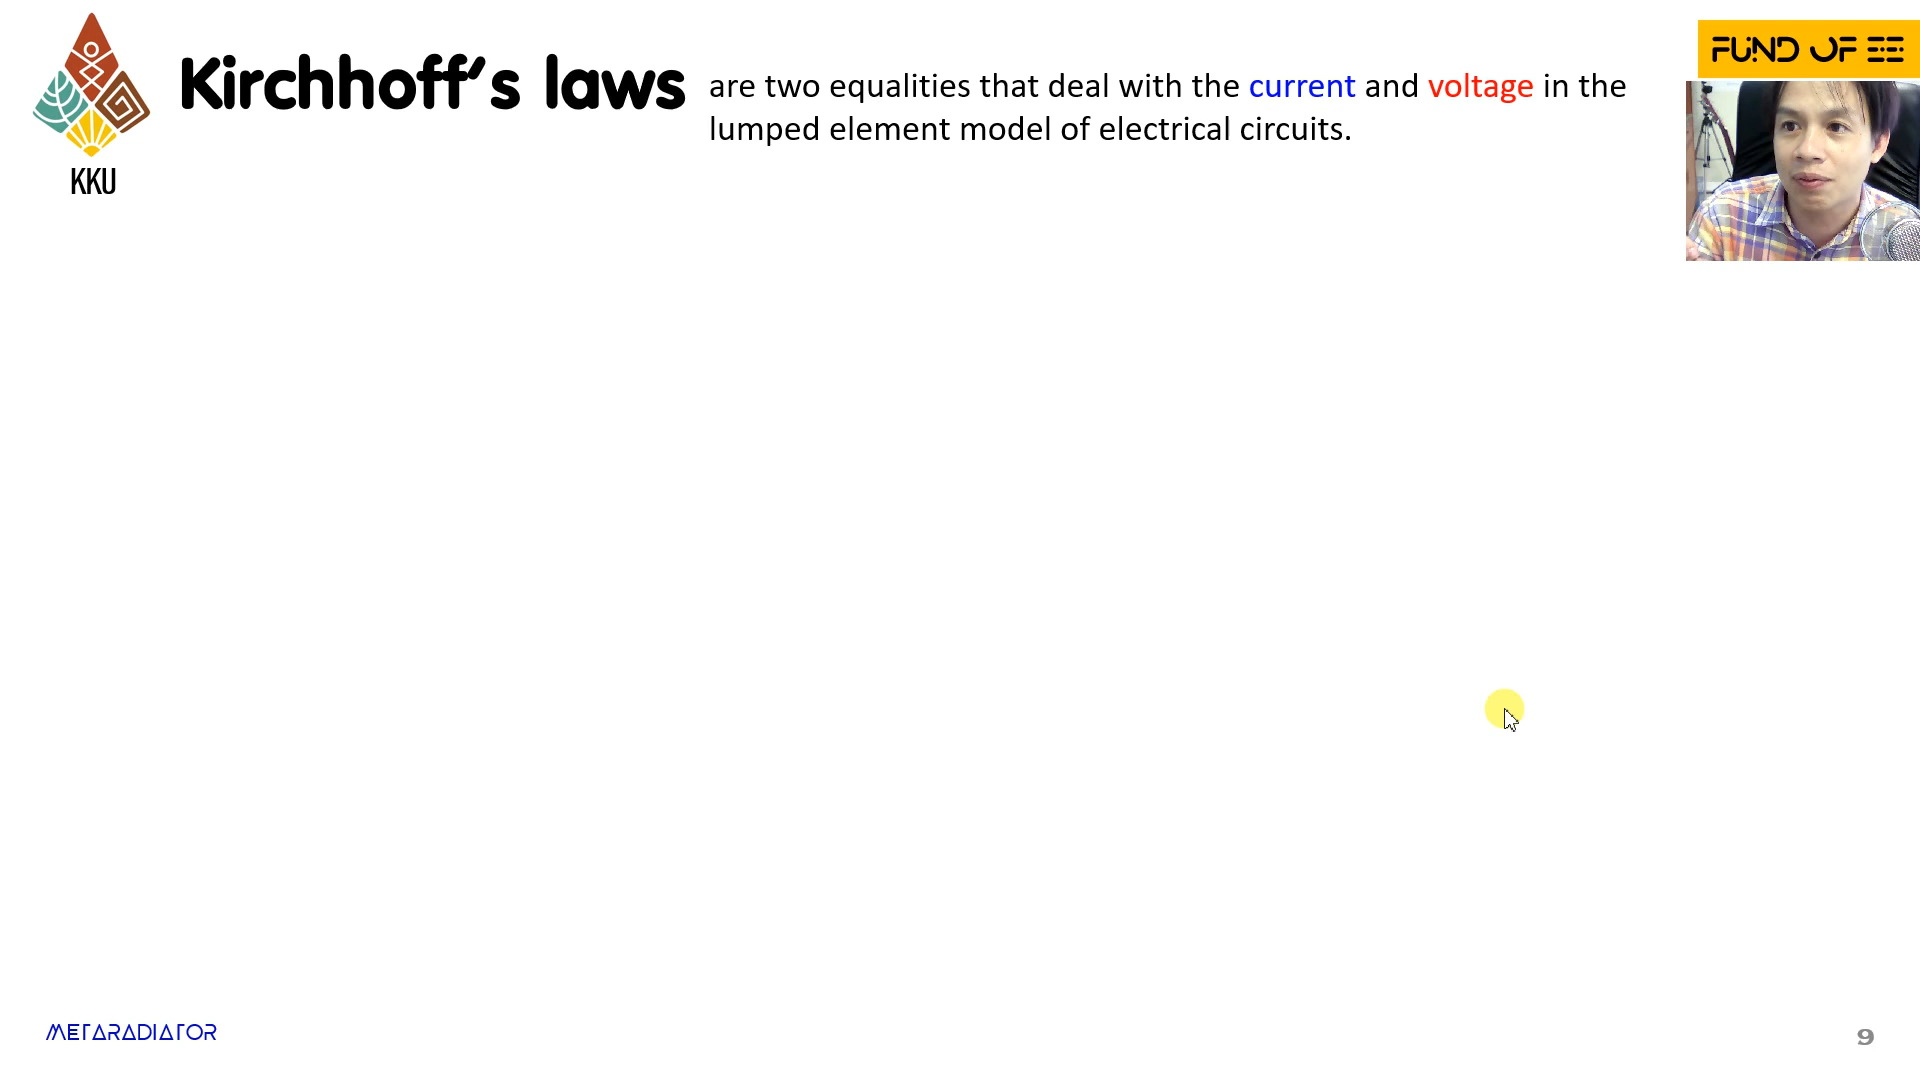 Kirchhoff's laws
are two equalities that deal with the current and voltage in the
lumped element model of electrical circuits.
FUND OF EE
KKU
METARADIATOR
9